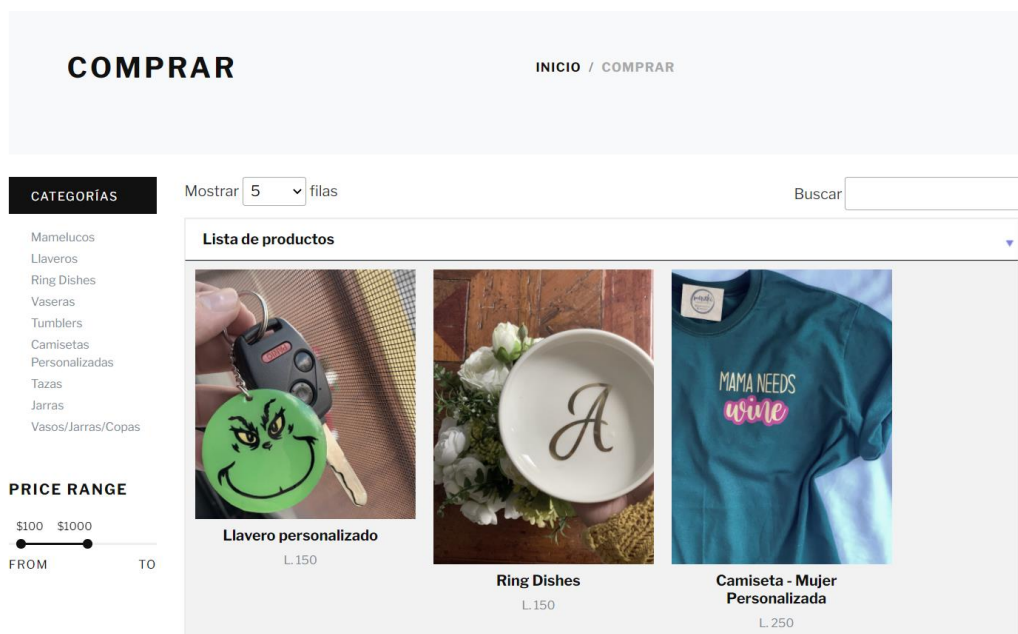 COMPRAR
INICIO / COMPRAR
CATEGORÍAS
Mamelucos
Llaveros
Ring Dishes
Vaseras
Tumblers
Camisetas
Personalizadas
Tazas
Jarras
Vasos/Jarras/Copas
PRICE RANGE
$100 $1000
FROM TO
Mostrar 5 filas
Buscar
Lista de productos
Llavero personalizado
L. 150
A
Ring Dishes
L. 150
MAMA NEEDS
wine
Camiseta - Mujer
Personalizada
L. 250